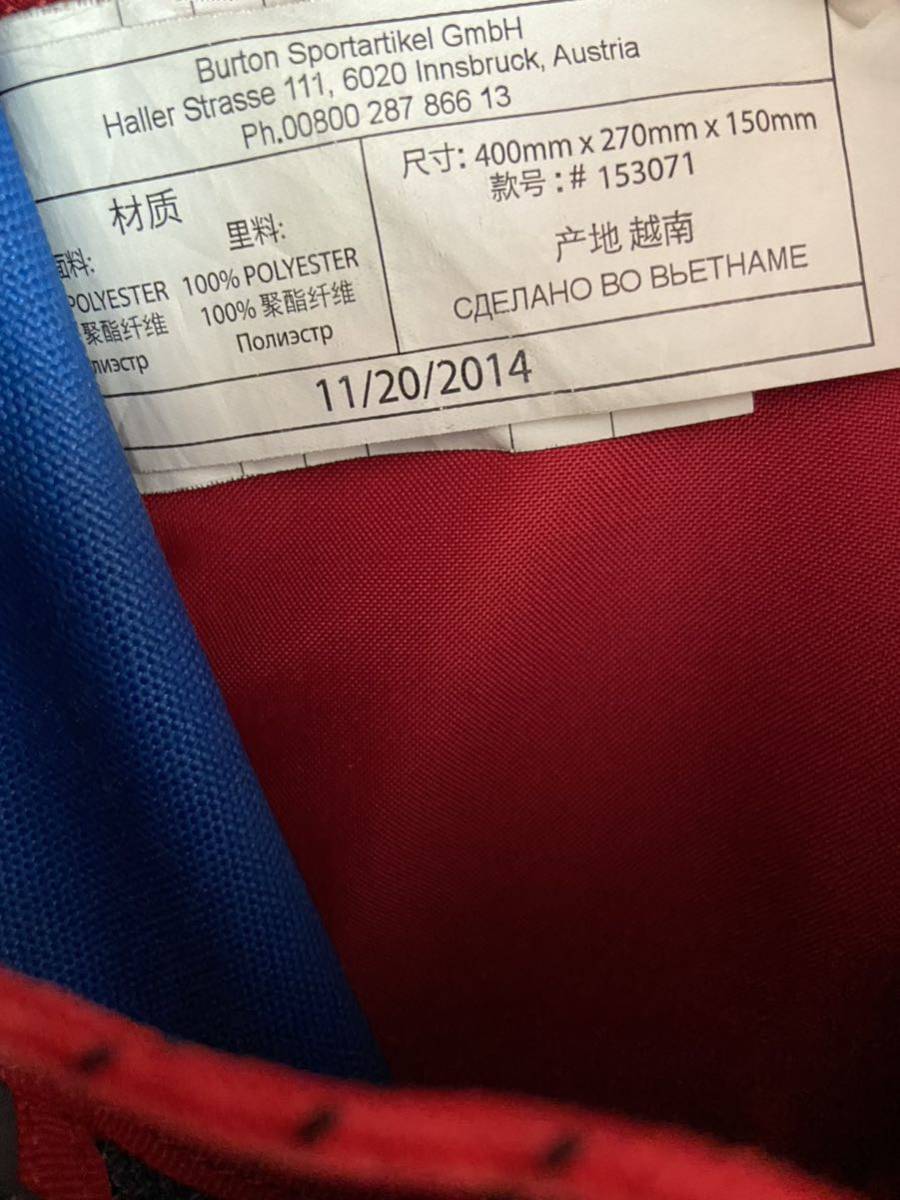 Burton Sportartikel GmbH
Haller Strasse 111, 6020 Innsbruck, Austria
Ph.00800 287 866 13
材质
面料:
POLYESTER
聚酯纤维
里料:
100% POLYESTER
100% 聚酯纤维
Полиэстр
尺寸: 400mm x 270mm x 150mm
款号 : # 153071
产地 越南
СДЕЛАНО ВО ВЬЕТНАМЕ
11/20/2014